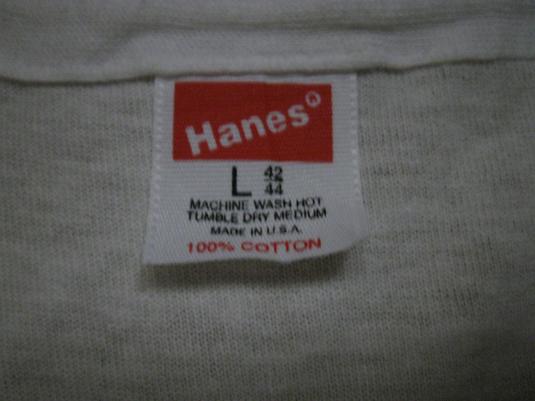 Hanes®
L 42/44
MACHINE WASH HOT
TUMBLE DRY MEDIUM
MADE IN U.S.A.
100% COTTON